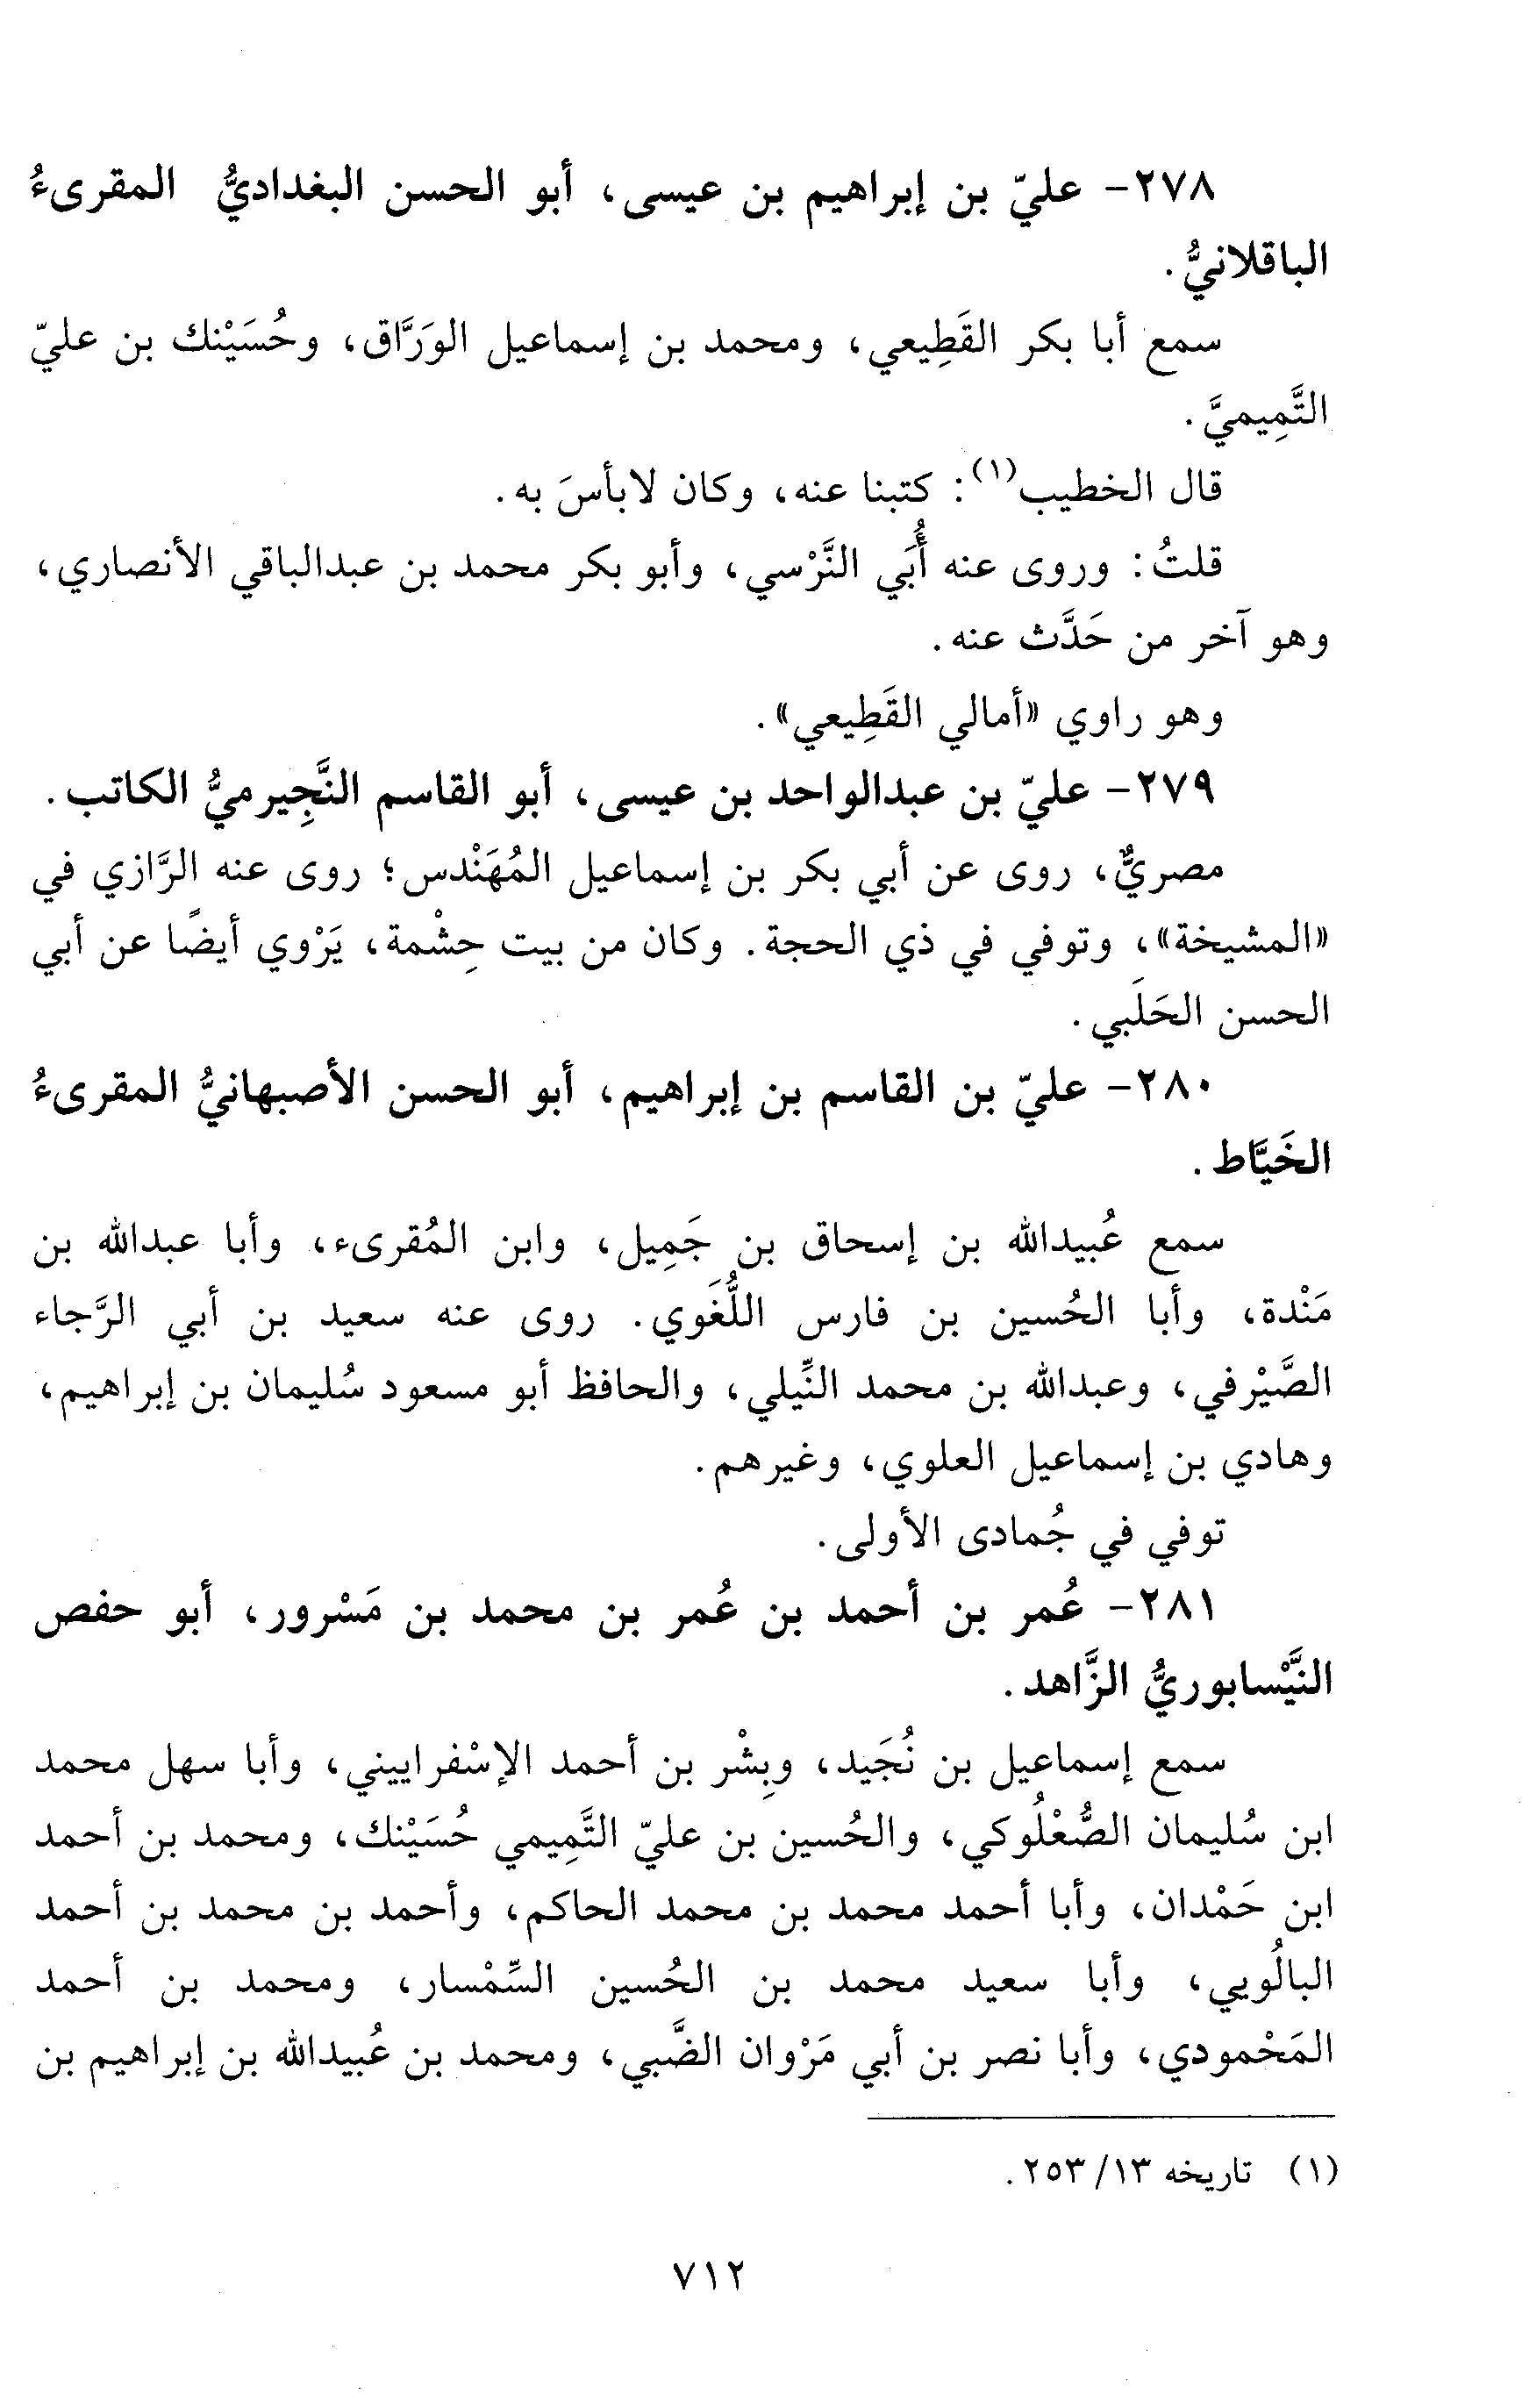 ٢٧٨- عليّ بن إبراهيم بن عيسى، أبو الحسن البغداديُّ المقرىءُ
الباقلانيُّ.
سمع أبا بكر القَطِيعي، ومحمد بن إسماعيل الوَرَّاق، وحُسَيْنك بن عليّ
التَّمِيميَّ.
قال الخطيب(١): كتبنا عنه، وكان لابأسَ به.
قلتُ: وروى عنه أُبَي النَّرْسي، وأبو بكر محمد بن عبدالباقي الأنصاري،
وهو آخر من حَدَّث عنه.
وهو راوي «أمالي القَطِيعي».
٢٧٩- عليّ بن عبدالواحد بن عيسى، أبو القاسم النَّجِيرميُّ الكاتب.
مصريٌّ، روى عن أبي بكر بن إسماعيل المُهَنْدس؛ روى عنه الرَّازي في
«المشيخة»، وتوفي في ذي الحجة. وكان من بيت حِشْمة، يَرْوي أيضًا عن أبي
الحسن الحَلَبي.
٢٨٠- عليّ بن القاسم بن إبراهيم، أبو الحسن الأصبهانيُّ المقرىءُ
الخَيَّاط.
سمع عُبيدالله بن إسحاق بن جَمِيل، وابن المُقرىء، وأبا عبدالله بن
مَنْدة، وأبا الحُسين بن فارس اللُّغَوي. روى عنه سعيد بن أبي الرَّجاء
الصَّيْرفي، وعبدالله بن محمد النِّيلي، والحافظ أبو مسعود سُليمان بن إبراهيم،
وهادي بن إسماعيل العلوي، وغيرهم.
توفي في جُمادى الأولى.
٢٨١- عُمر بن أحمد بن عُمر بن محمد بن مَسْرور، أبو حفص
النَّيْسابوريُّ الزَّاهد.
سمع إسماعيل بن نُجَيد، وبِشْر بن أحمد الإسْفراييني، وأبا سهل محمد
ابن سُليمان الصُّعْلُوكي، والحُسين بن عليّ التَّمِيمي حُسَيْنك، ومحمد بن أحمد
ابن حَمْدان، وأبا أحمد محمد بن محمد الحاكم، وأحمد بن محمد بن أحمد
البالُويي، وأبا سعيد محمد بن الحُسين السِّمْسار، ومحمد بن أحمد
المَحْمودي، وأبا نصر بن أبي مَرْوان الضَّبي، ومحمد بن عُبيدالله بن إبراهيم بن
(١) تاريخه ١٣/ ٢٥٣.
٧١٢